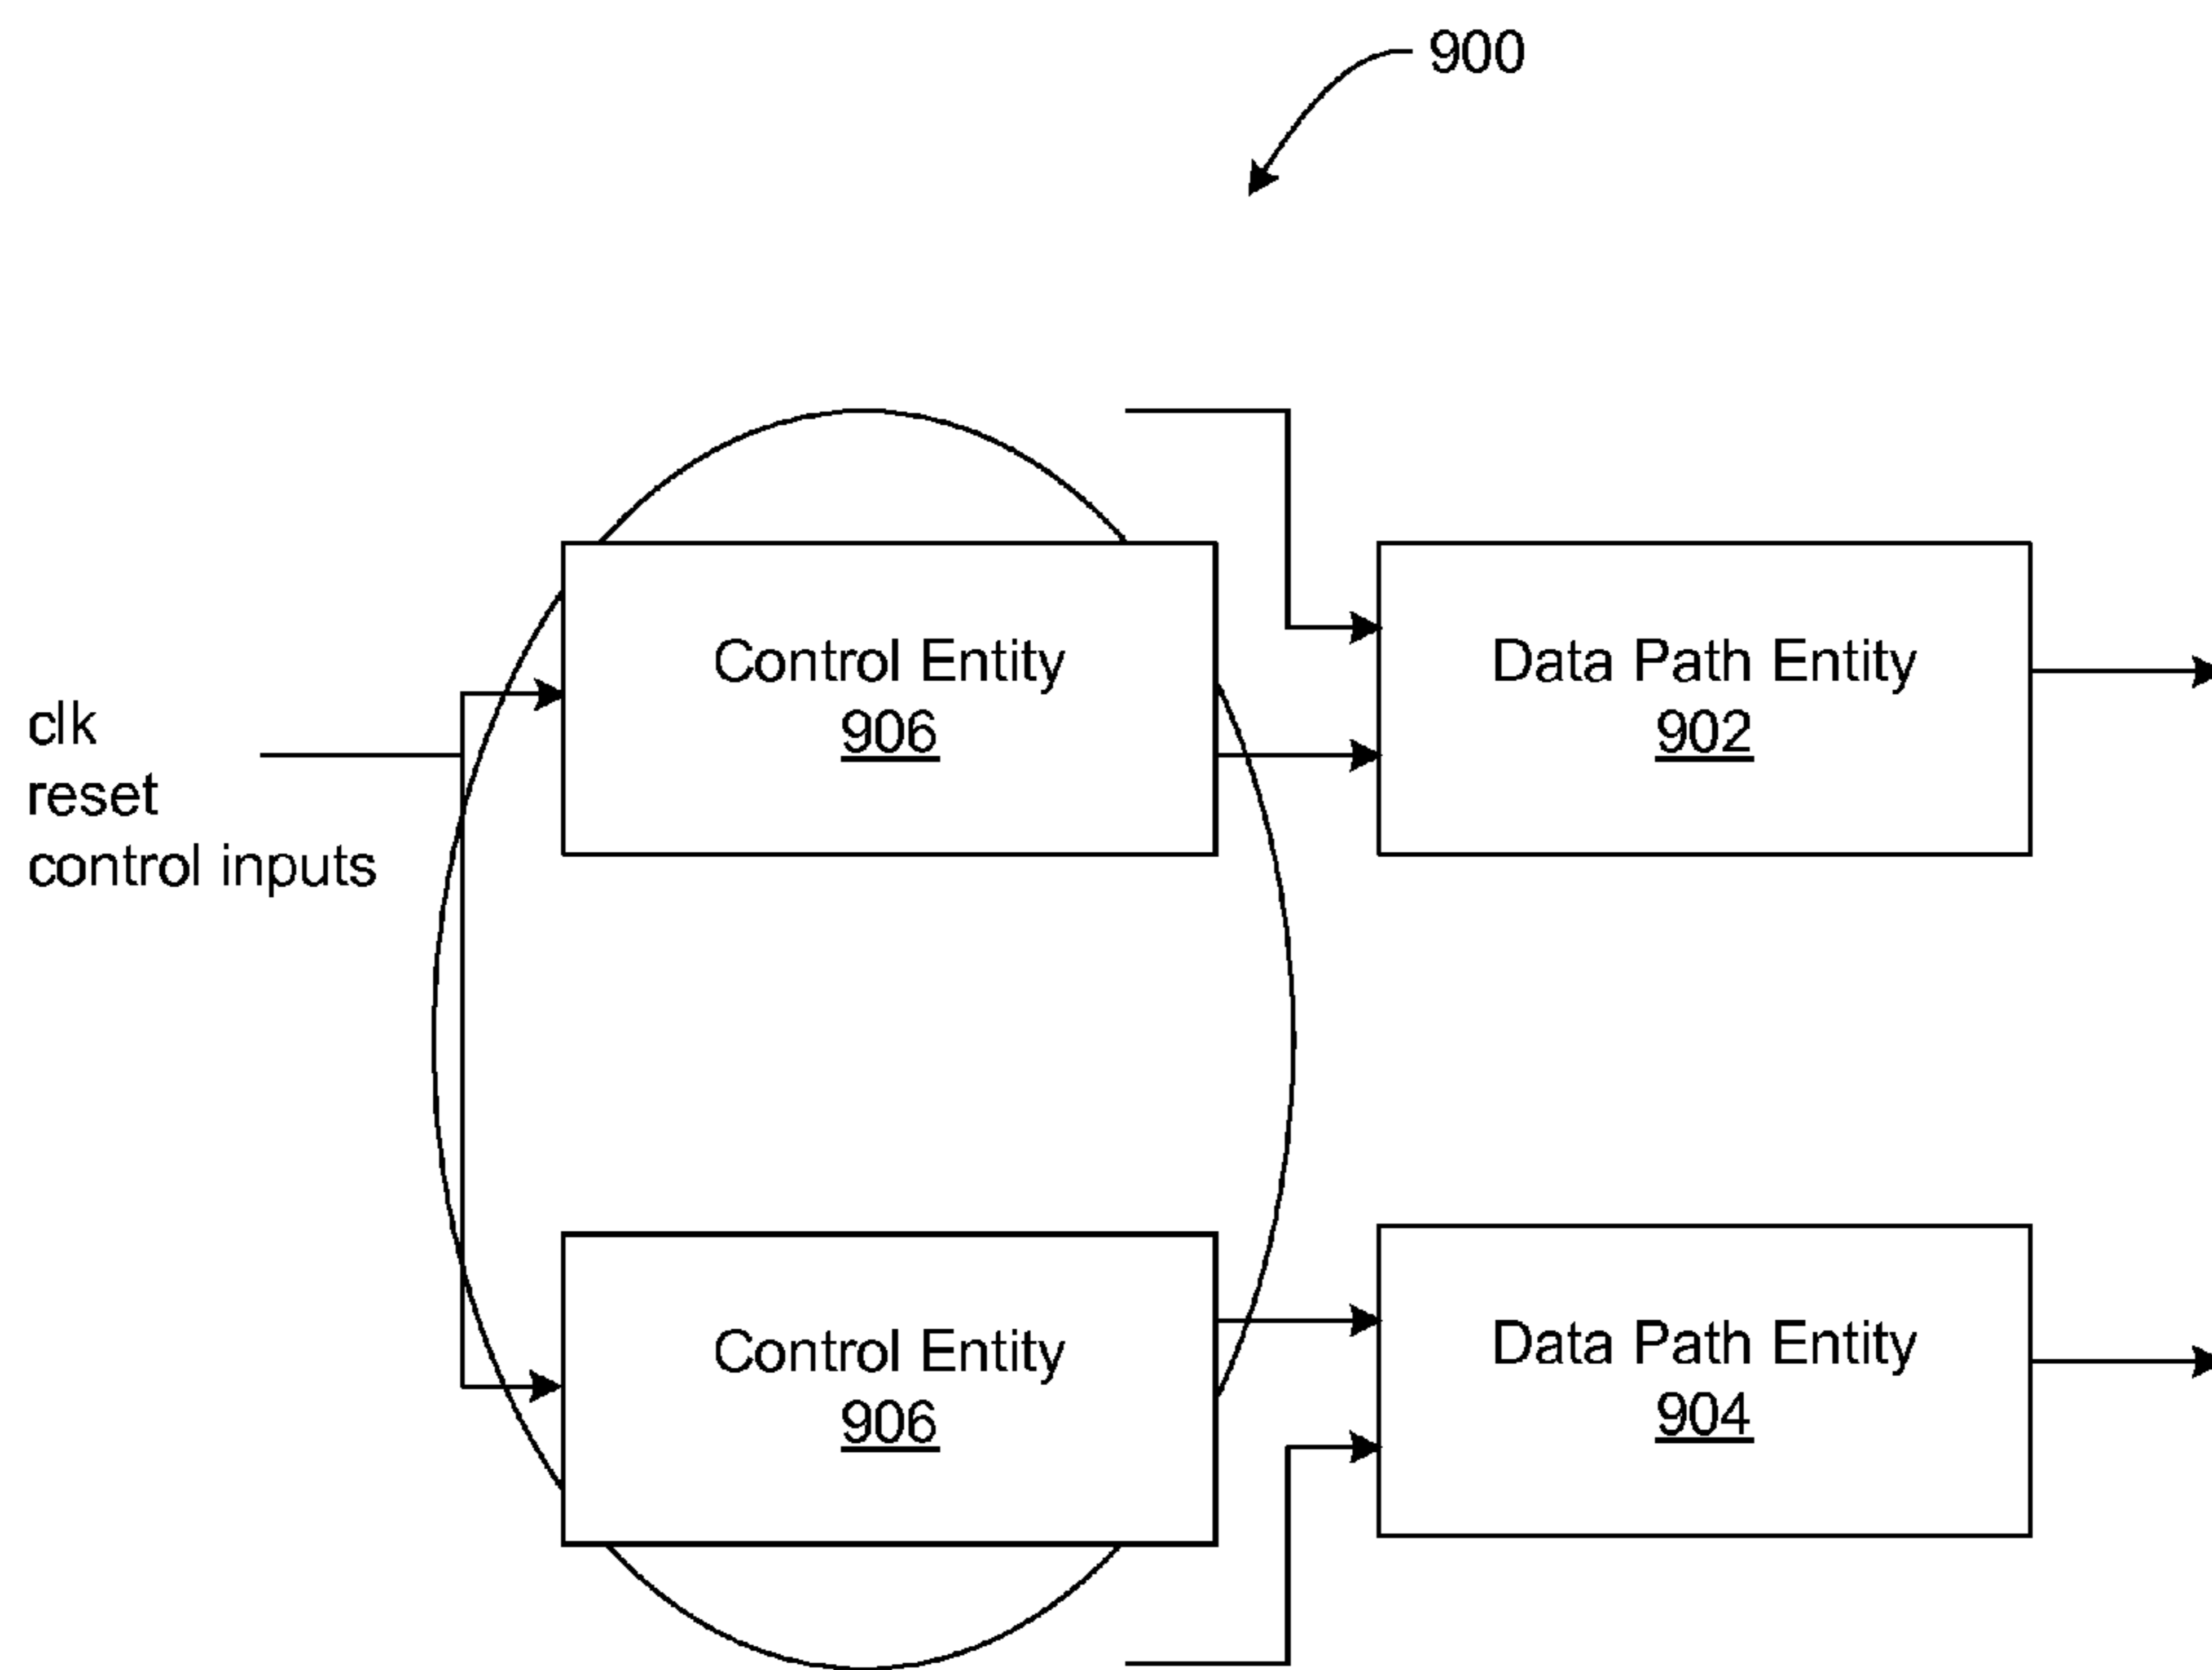 900
Control Entity
906
Data Path Entity
902
clk
reset
control inputs
Control Entity
906
Data Path Entity
904